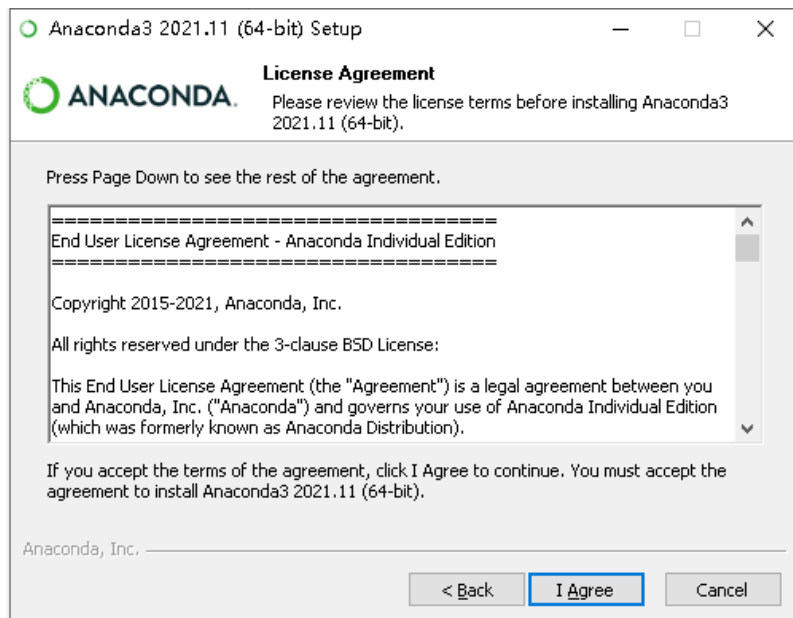 Anaconda3 2021.11 (64-bit) Setup
ANACONDA.
License Agreement
Please review the license terms before installing Anaconda3
2021.11 (64-bit).
Press Page Down to see the rest of the agreement.
===================================
End User License Agreement - Anaconda Individual Edition
===================================
Copyright 2015-2021, Anaconda, Inc.
All rights reserved under the 3-clause BSD License:
This End User License Agreement (the "Agreement") is a legal agreement between you
and Anaconda, Inc. ("Anaconda") and governs your use of Anaconda Individual Edition
(which was formerly known as Anaconda Distribution).
If you accept the terms of the agreement, click I Agree to continue. You must accept the
agreement to install Anaconda3 2021.11 (64-bit).
Anaconda, Inc.
< Back
I Agree
Cancel